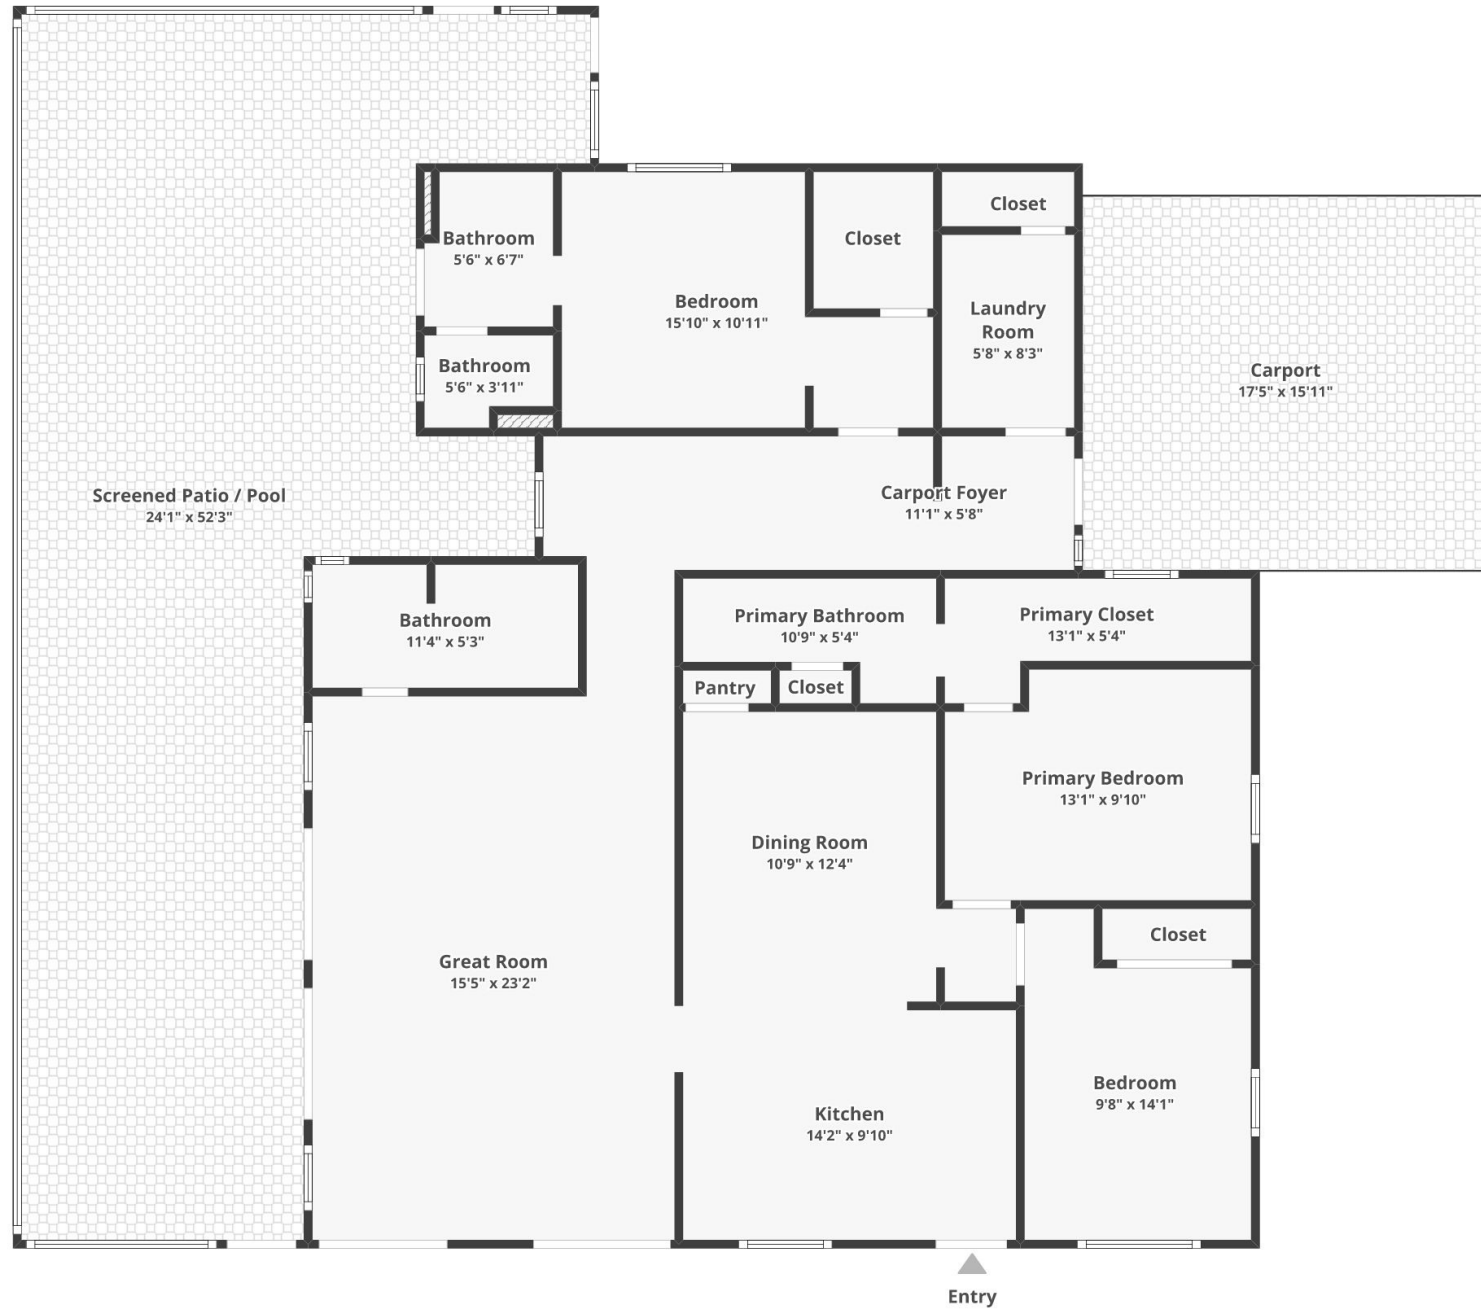 Closet
Bathroom
5'6" x 6'7"
Closet
Bedroom
15'10" x 10'11"
Laundry
Room
5'8" x 8'3"
Bathroom
5'6" x 3'11"
Carport
17'5" x 15'11"
Screened Patio / Pool
24'1" x 52'3"
Carport Foyer
11'1" x 5'8"
Bathroom
11'4" x 5'3"
Primary Bathroom
10'9" x 5'4"
Primary Closet
13'1" x 5'4"
Pantry
Closet
Primary Bedroom
13'1" x 9'10"
Dining Room
10'9" x 12'4"
Closet
Great Room
15'5" x 23'2"
Bedroom
9'8" x 14'1"
Kitchen
14'2" x 9'10"
Entry